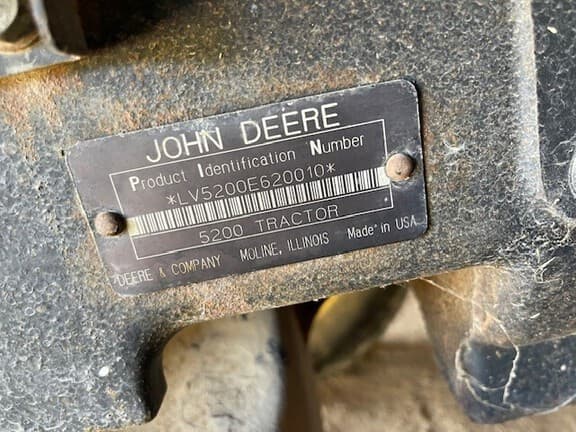 JOHN DEERE
Product Identification Number
*LV5200E620010*
5200 TRACTOR
DEERE & COMPANY MOLINE, ILLINOIS Made in USA